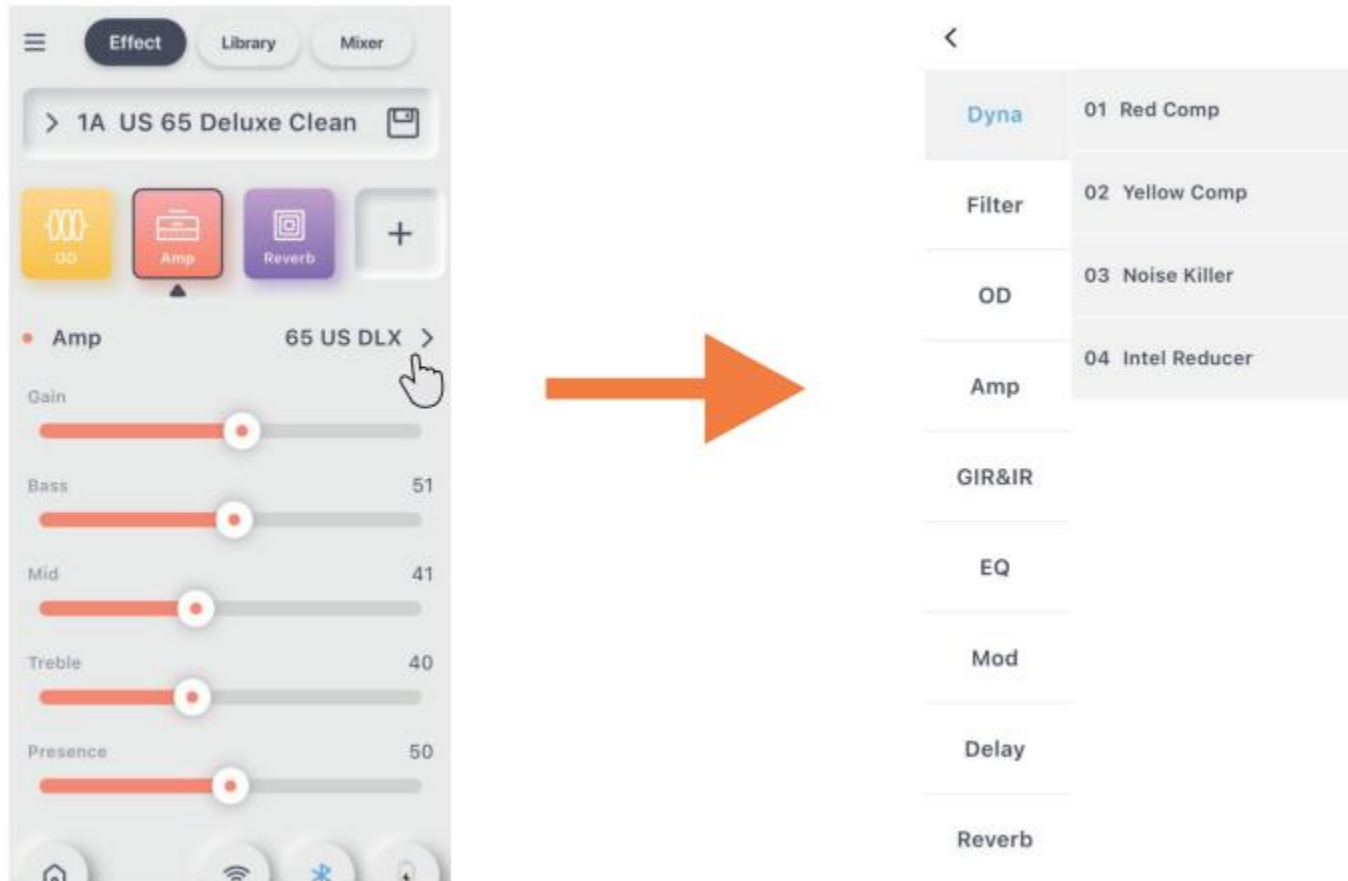 Effect Library Mixer
> 1A US 65 Deluxe Clean
OD Amp Reverb +
Amp 65 US DLX >
Gain
Bass 51
Mid 41
Treble 40
Presence 50
<
Dyna
Filter
OD
Amp
GIR&IR
EQ
Mod
Delay
Reverb
01 Red Comp
02 Yellow Comp
03 Noise Killer
04 Intel Reducer